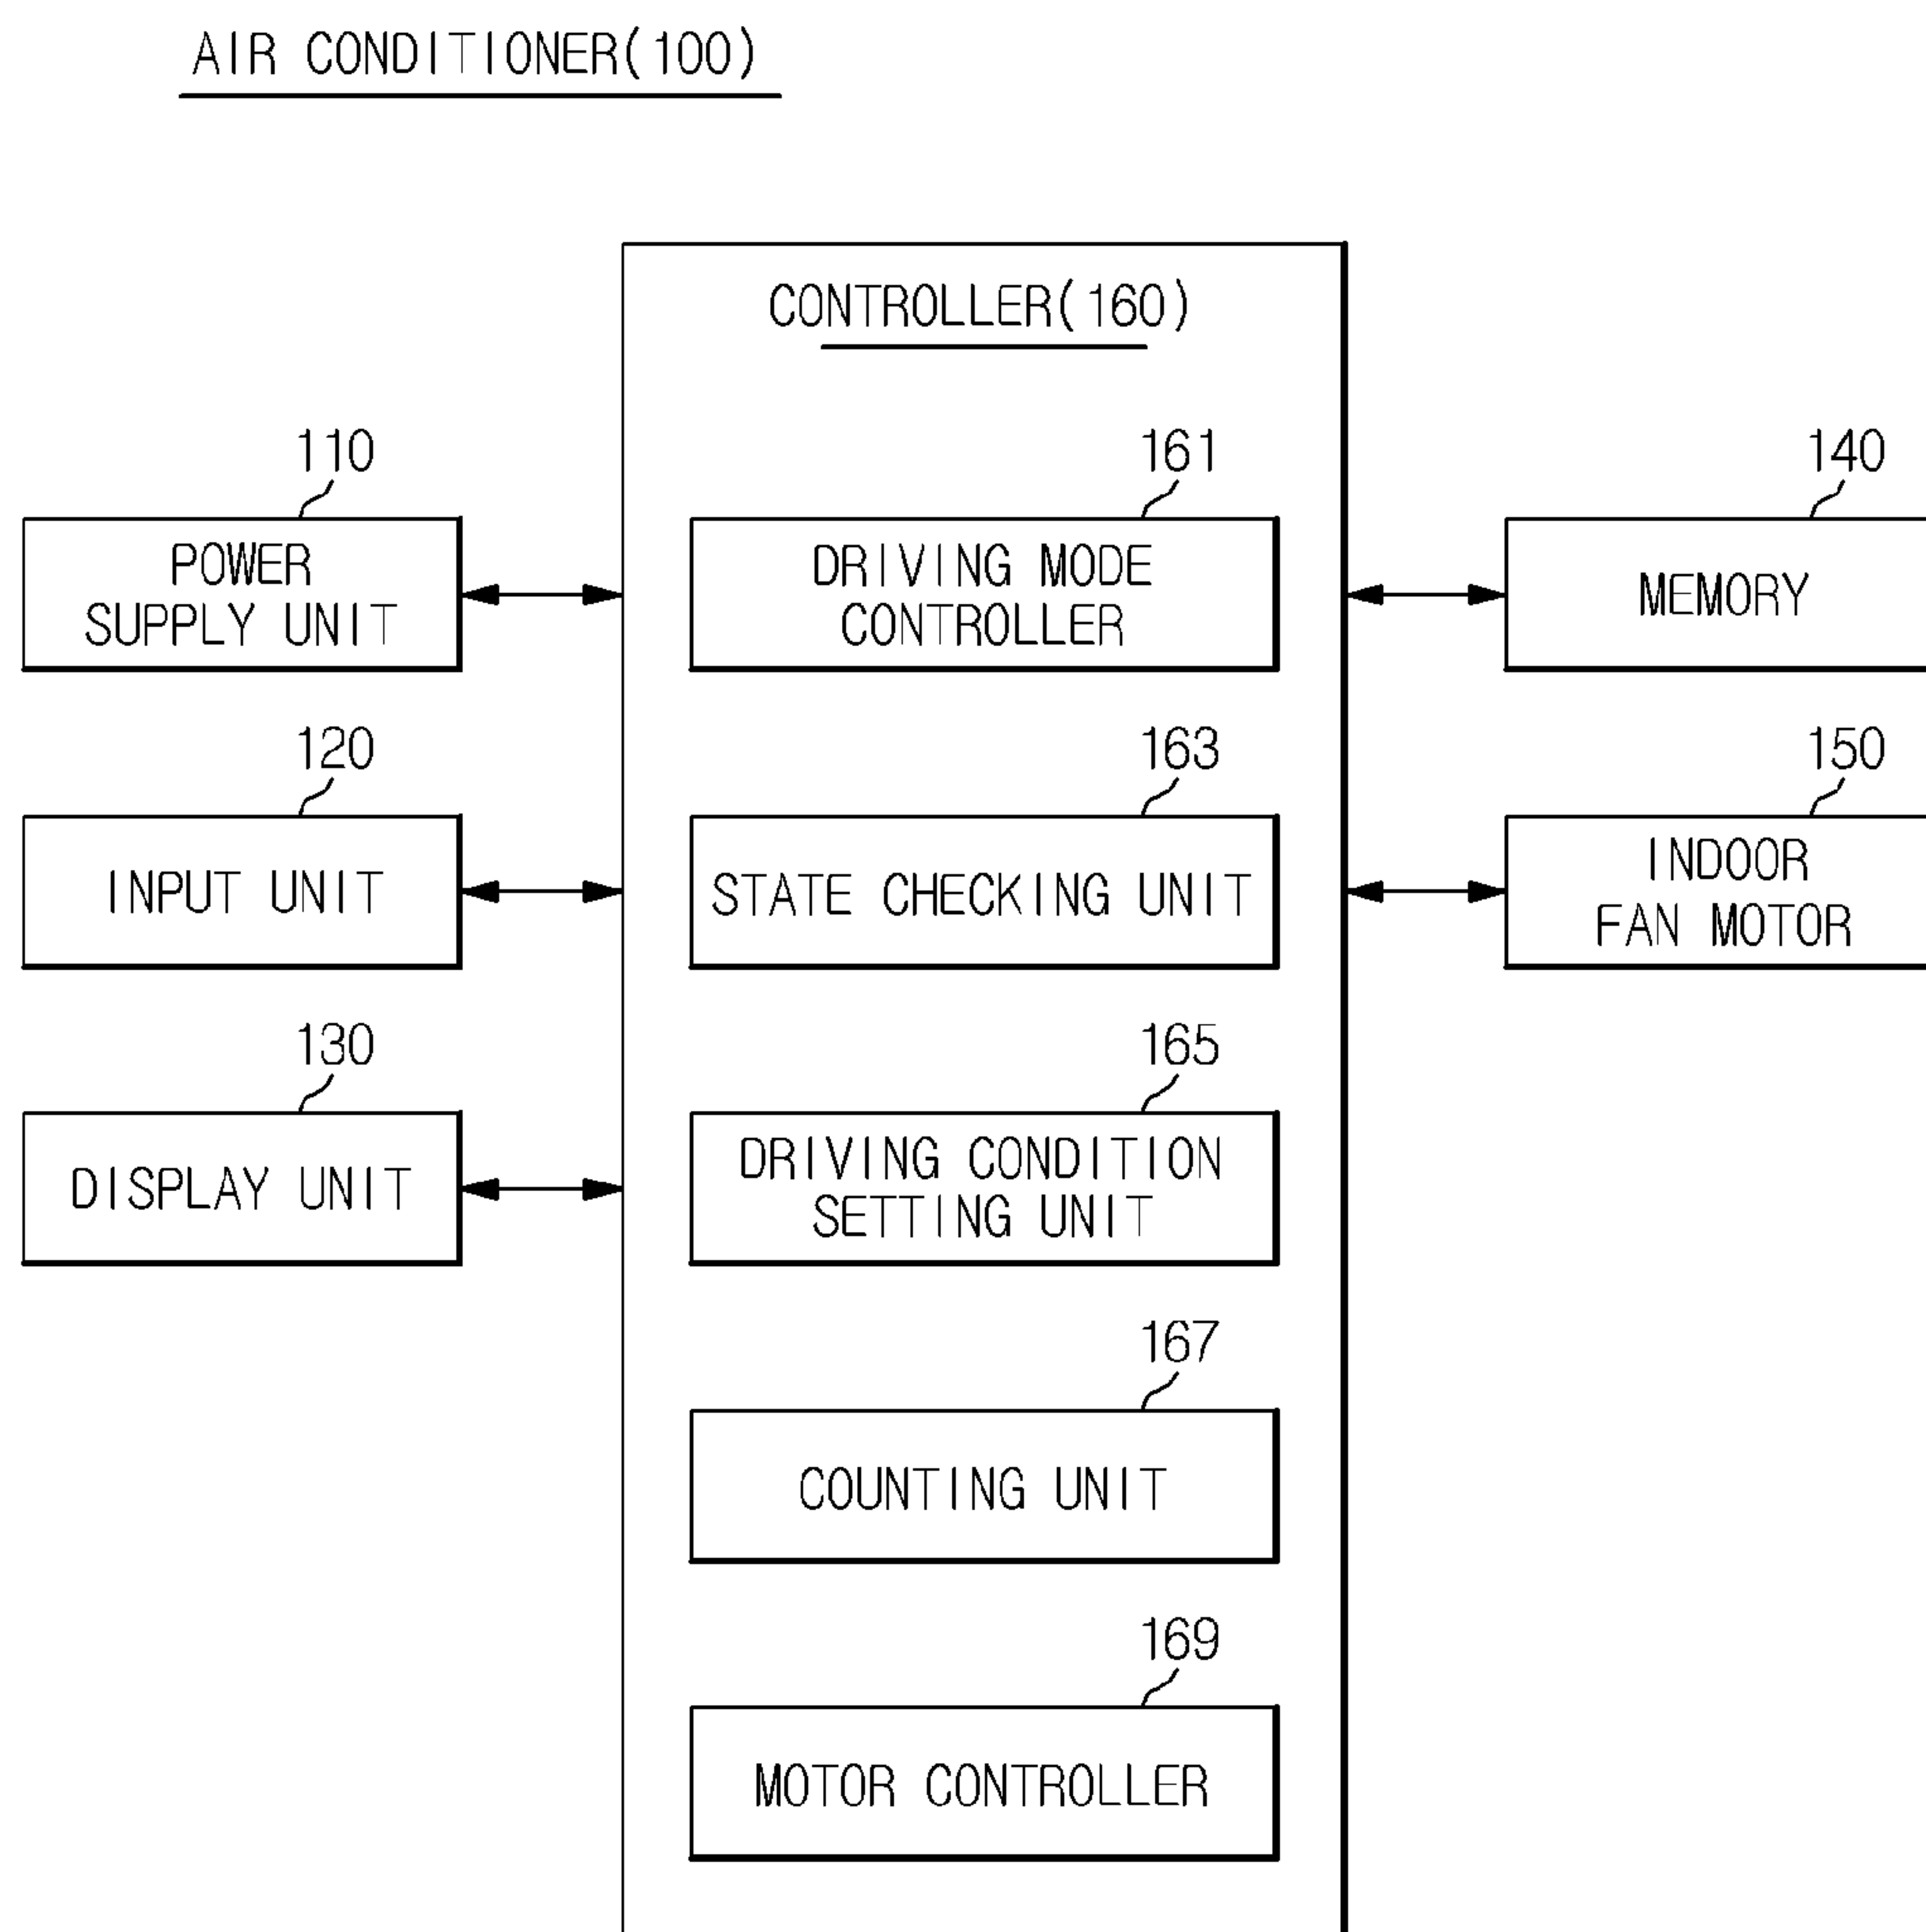 AIR CONDITIONER(100)
CONTROLLER(160)
110
POWER
SUPPLY UNIT
120
INPUT UNIT
130
DISPLAY UNIT
161
DRIVING MODE
CONTROLLER
163
STATE CHECKING UNIT
165
DRIVING CONDITION
SETTING UNIT
167
COUNTING UNIT
169
MOTOR CONTROLLER
140
MEMORY
150
INDOOR
FAN MOTOR